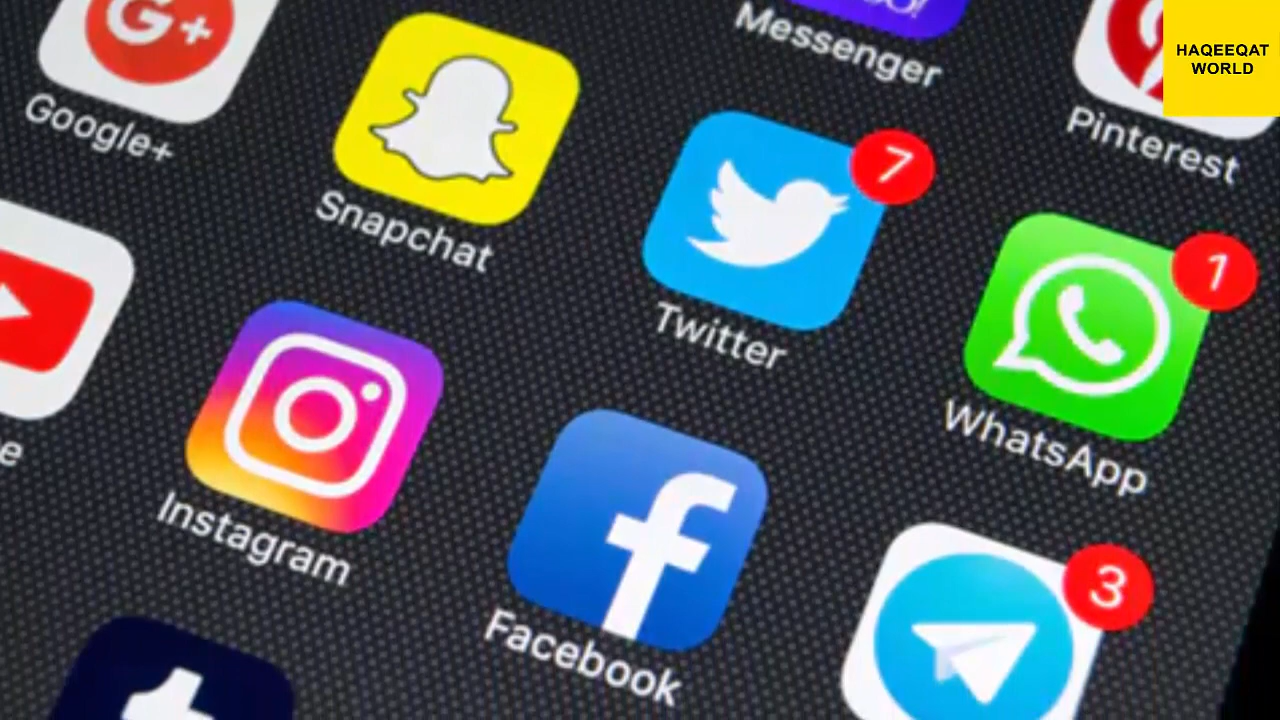 G+
Google+
Snapchat
Messenger
Pinterest
HAQEEQAT
WORLD
7
Twitter
1
WhatsApp
e
Instagram
f
Facebook
3